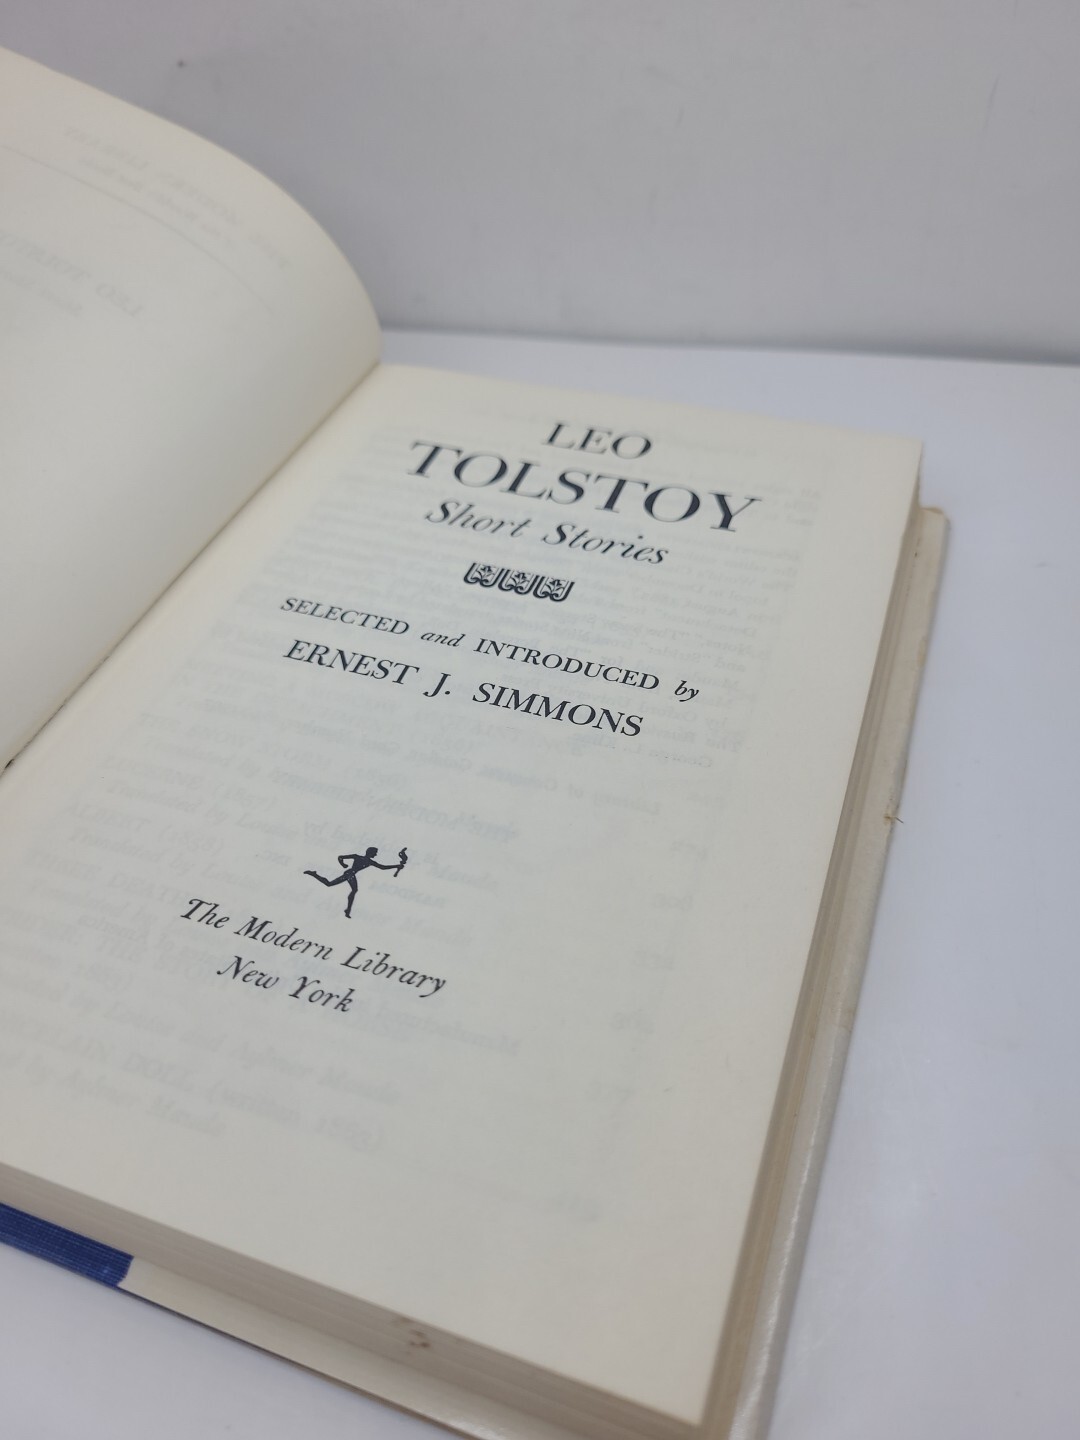 LEO
TOLSTOY
Short Stories
SELECTED and INTRODUCED by
ERNEST J. SIMMONS
The Modern Library
New York